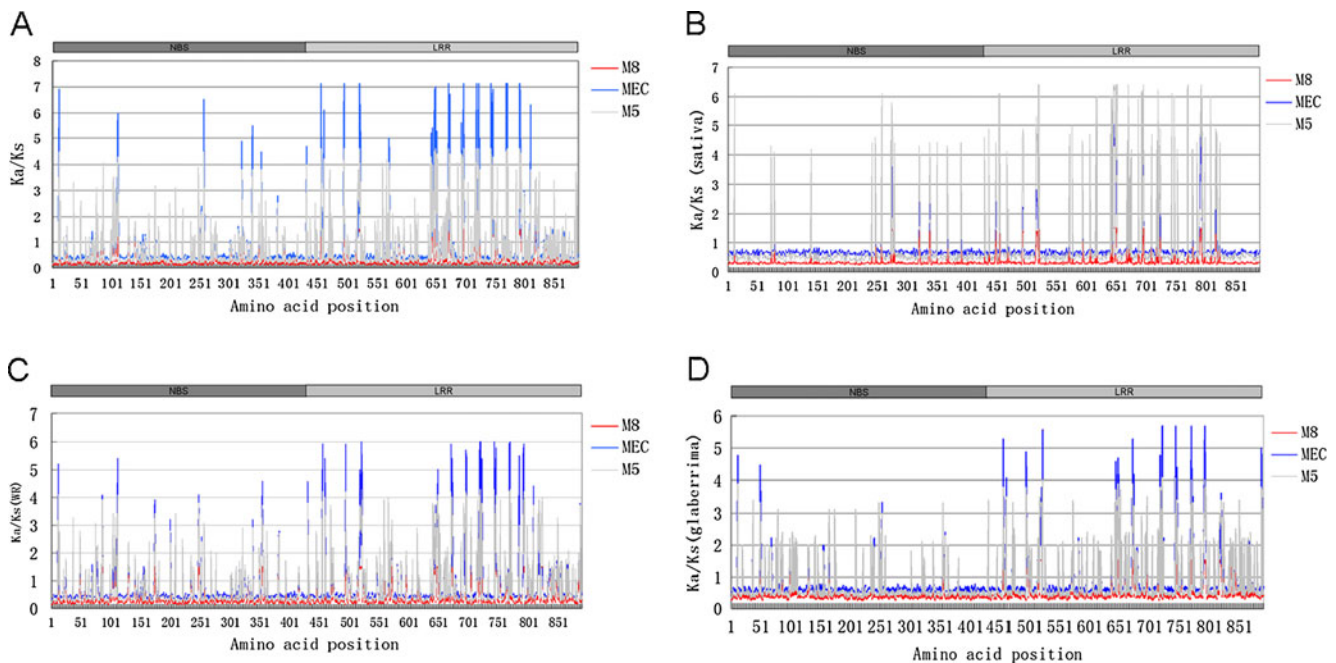 A
NBS LRR
8
7
6
5
4
3
2
1
0
Ka/Ks
M8
MEC
M5
1 51 101 151 201 251 301 351 401 451 501 551 601 651 701 751 801 851
Amino acid position
B
NBS LRR
7
6
5
4
3
2
1
0
Ka/Ks (sativa)
M8
MEC
M5
1 51 101 151 201 251 301 351 401 451 501 551 601 651 701 751 801 851
Amino acid position
C
NBS LRR
7
6
5
4
3
2
1
0
Ka/Ks(WR)
M8
MEC
M5
1 51 101 151 201 251 301 351 401 451 501 551 601 651 701 751 801 851
Amino acid position
D
NBS LRR
6
5
4
3
2
1
0
Ka/Ks(glaberrima)
M8
MEC
M5
1 51 101 151 201 251 301 351 401 451 501 551 601 651 701 751 801 851
Amino acid position